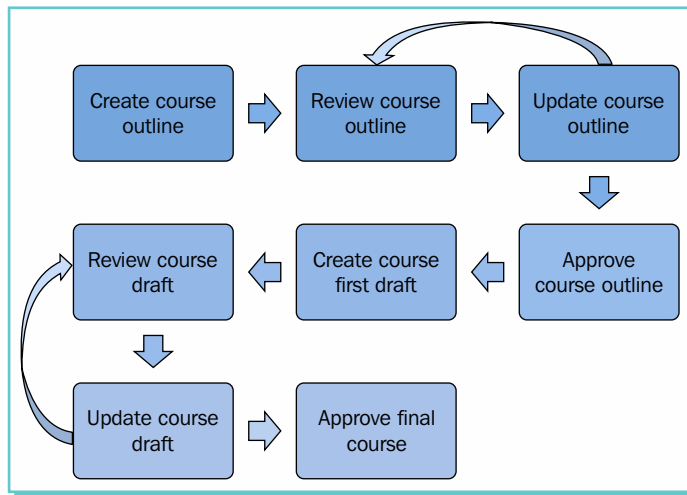 Create course
outline
Review course
outline
Update course
outline
Approve
course outline
Create course
first draft
Review course
draft
Update course
draft
Approve final
course